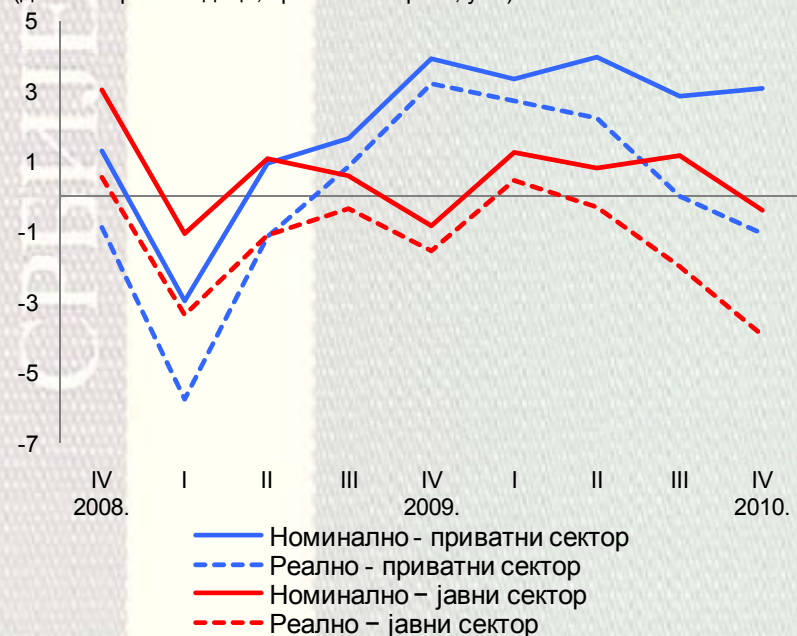 5
3
1
-1
-3
-5
-7
IV I II III IV I II III IV
2008. 2009. 2010.
Номинално - приватни сектор
Реално - приватни сектор
Номинално – јавни сектор
Реално – јавни сектор